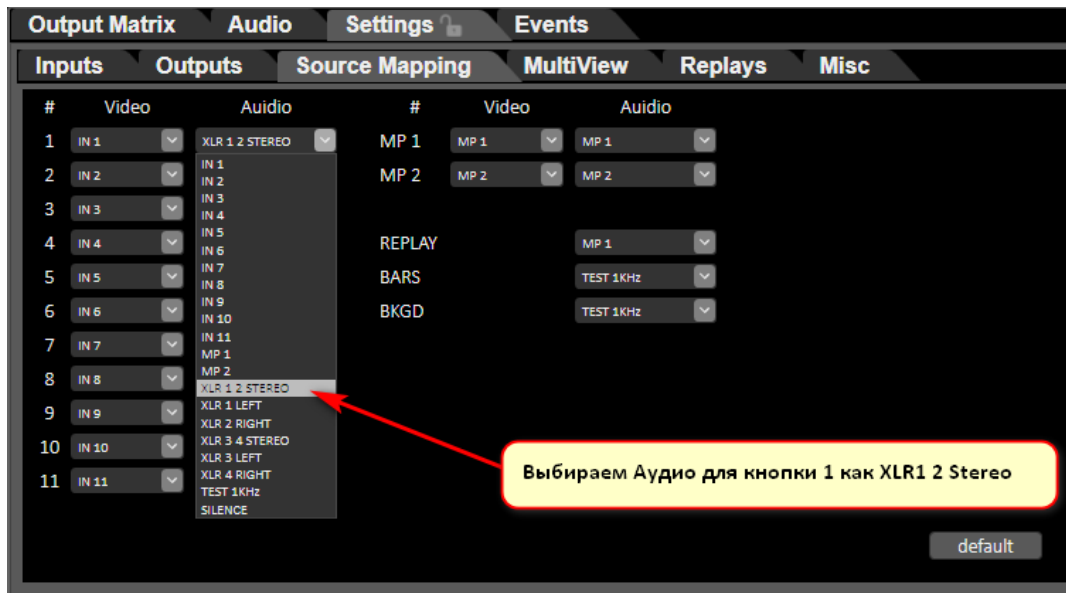 Output Matrix Audio Settings Events
Inputs Outputs Source Mapping MultiView Replays Misc
# Video Auidio # Video Auidio
1 IN 1 XLR 1 2 STEREO MP 1 MP 1 MP 1
2 IN 2 MP 2 MP 2 MP 2
3 IN 3
4 IN 4 REPLAY MP 1
5 IN 5 BARS TEST 1KHz
6 IN 6 BKGD TEST 1KHz
7 IN 7
8 IN 8
9 IN 9
10 IN 10
11 IN 11
IN 1
IN 2
IN 3
IN 4
IN 5
IN 6
IN 7
IN 8
IN 9
IN 10
IN 11
MP 1
MP 2
XLR 1 2 STEREO
XLR 1 LEFT
XLR 2 RIGHT
XLR 3 4 STEREO
XLR 3 LEFT
XLR 4 RIGHT
TEST 1KHz
SILENCE
Выбираем Аудио для кнопки 1 как XLR1 2 Stereo
default